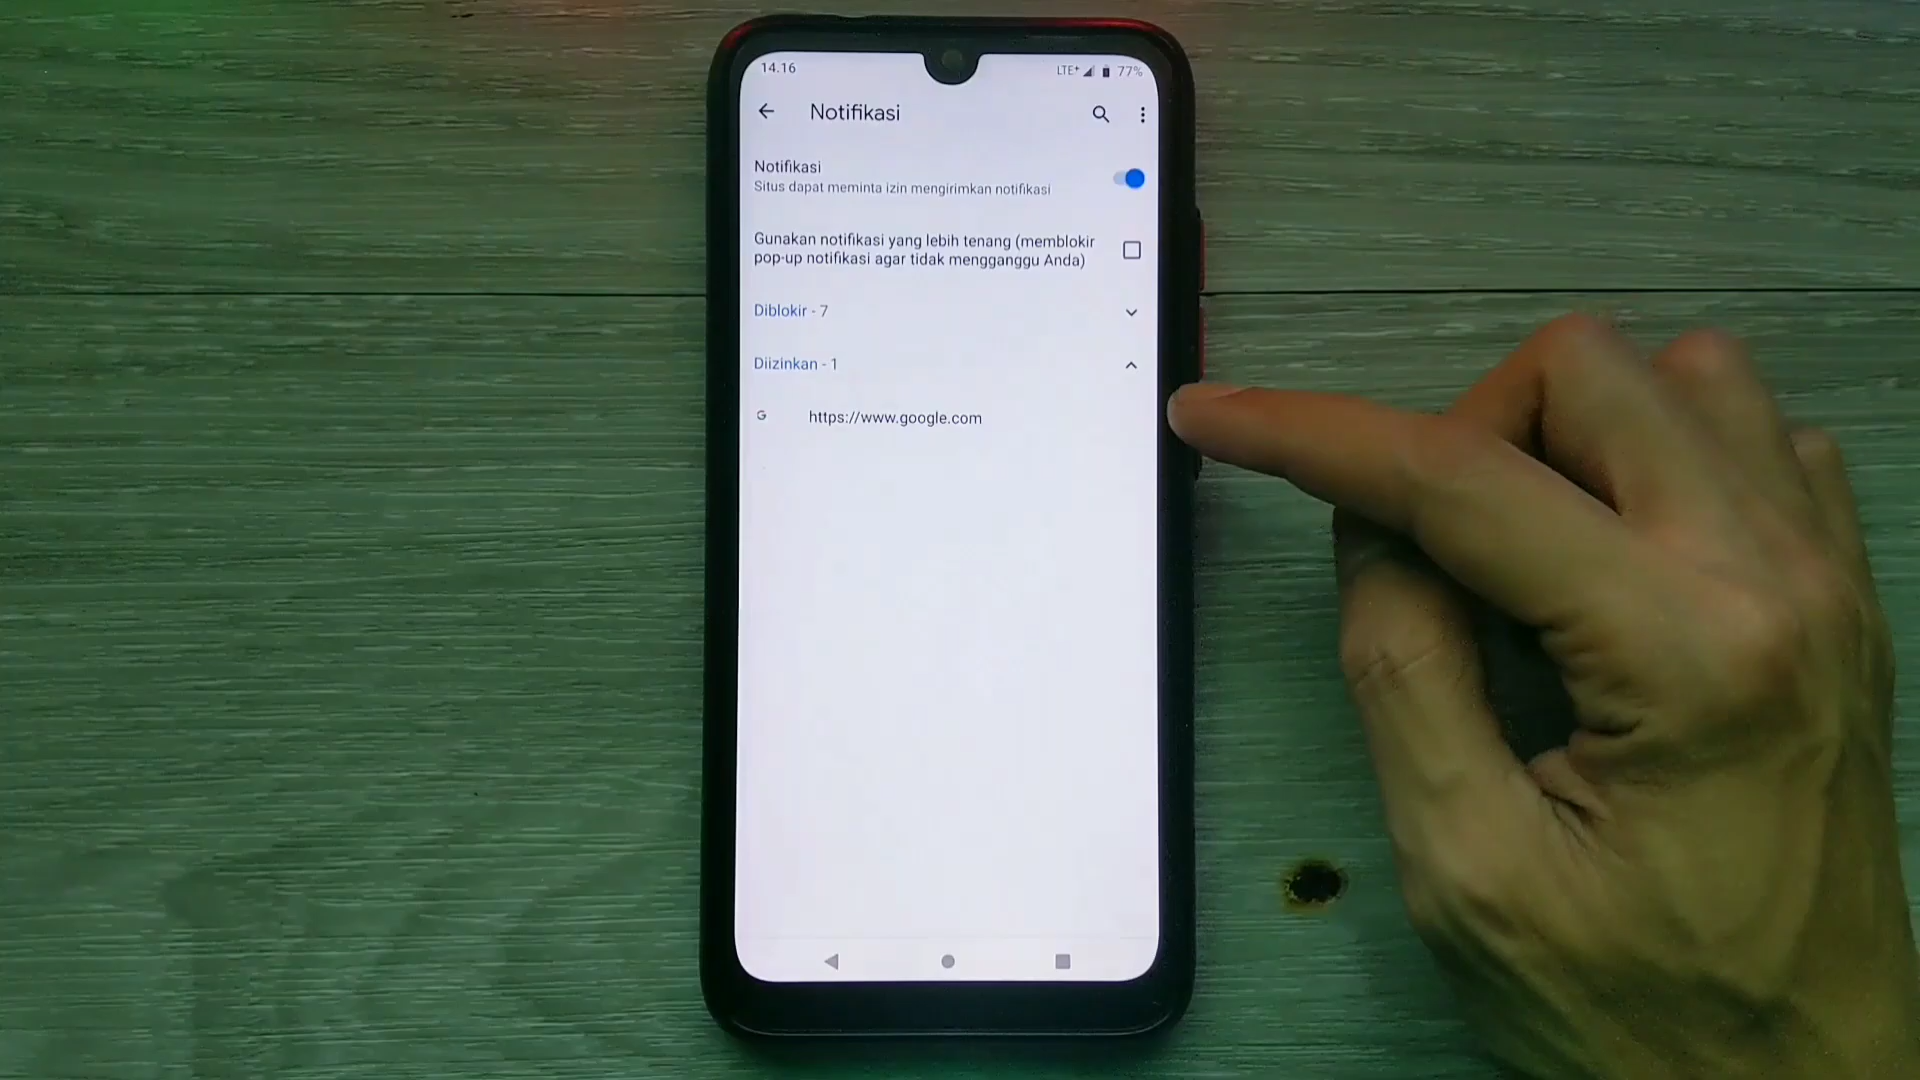 14.16
LTE+ 77%
Notifikasi
Notifikasi
Situs dapat meminta izin mengirimkan notifikasi
Gunakan notifikasi yang lebih tenang (memblokir
pop-up notifikasi agar tidak mengganggu Anda)
Diblokir - 7
Diizinkan - 1
G https://www.google.com